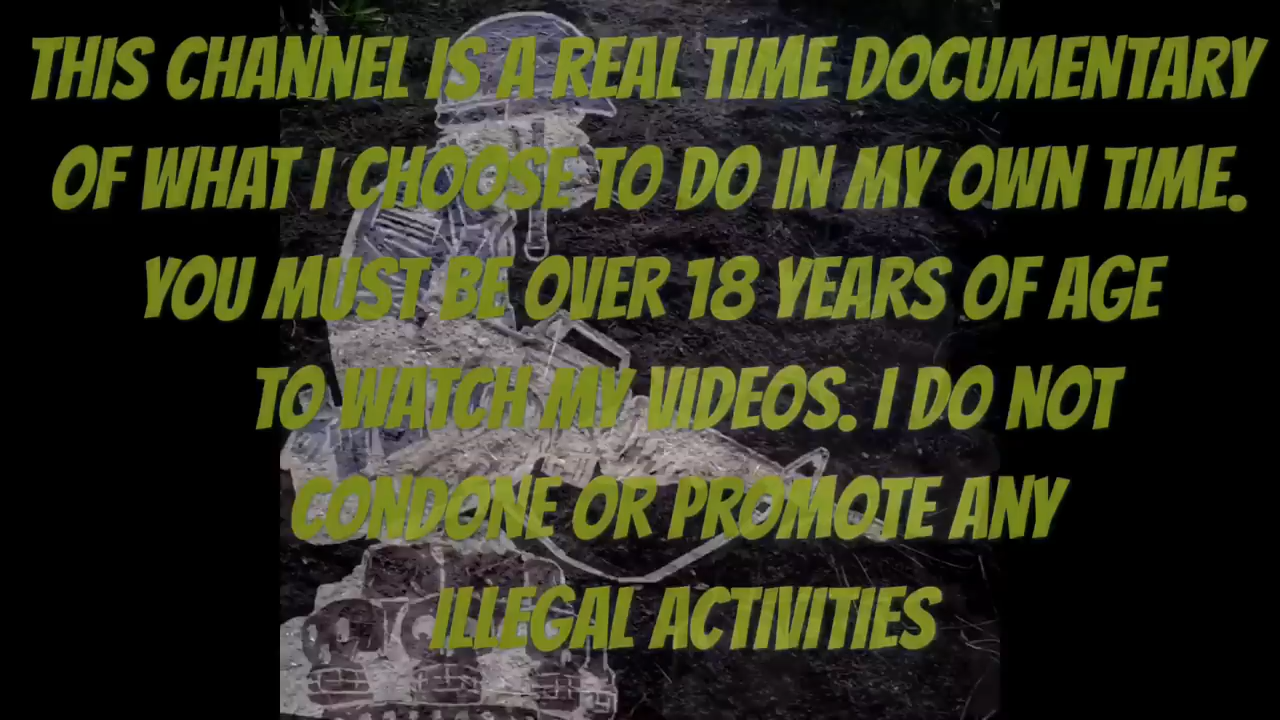 THIS CHANNEL IS A REAL TIME DOCUMENTARY
OF WHAT I CHOOSE TO DO IN MY OWN TIME.
YOU MUST BE OVER 18 YEARS OF AGE
TO WATCH MY VIDEOS. I DO NOT
CONDONE OR PROMOTE ANY
ILLEGAL ACTIVITIES